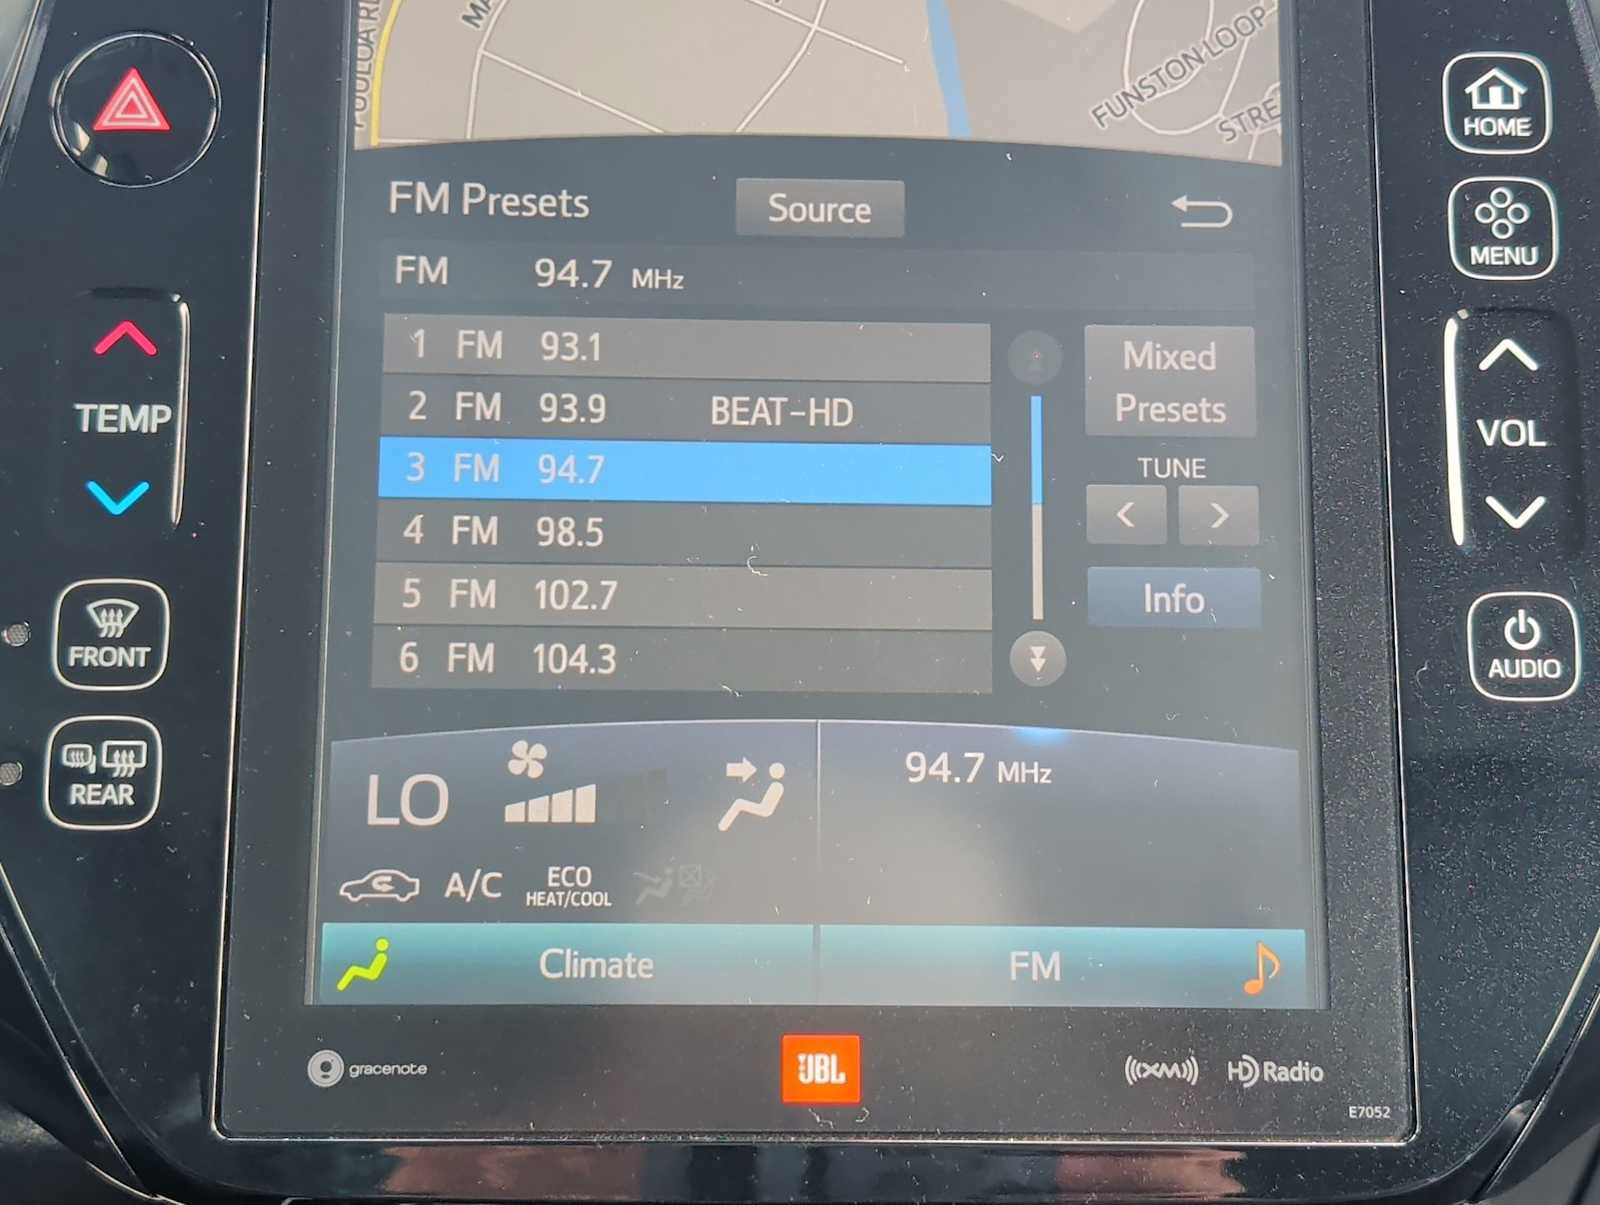 FUNSTON LOOP
HOME
FM Presets
Source
MENU
FM 94.7 MHz
1 FM 93.1
Mixed
Presets
2 FM 93.9 BEAT-HD
TEMP
VOL
3 FM 94.7
TUNE
< >
4 FM 98.5
5 FM 102.7
Info
6 FM 104.3
FRONT
AUDIO
REAR
LO
94.7 MHz
A/C
ECO
HEAT/COOL
Climate
FM
gracenote
JBL
((XM))
HD Radio
E7052